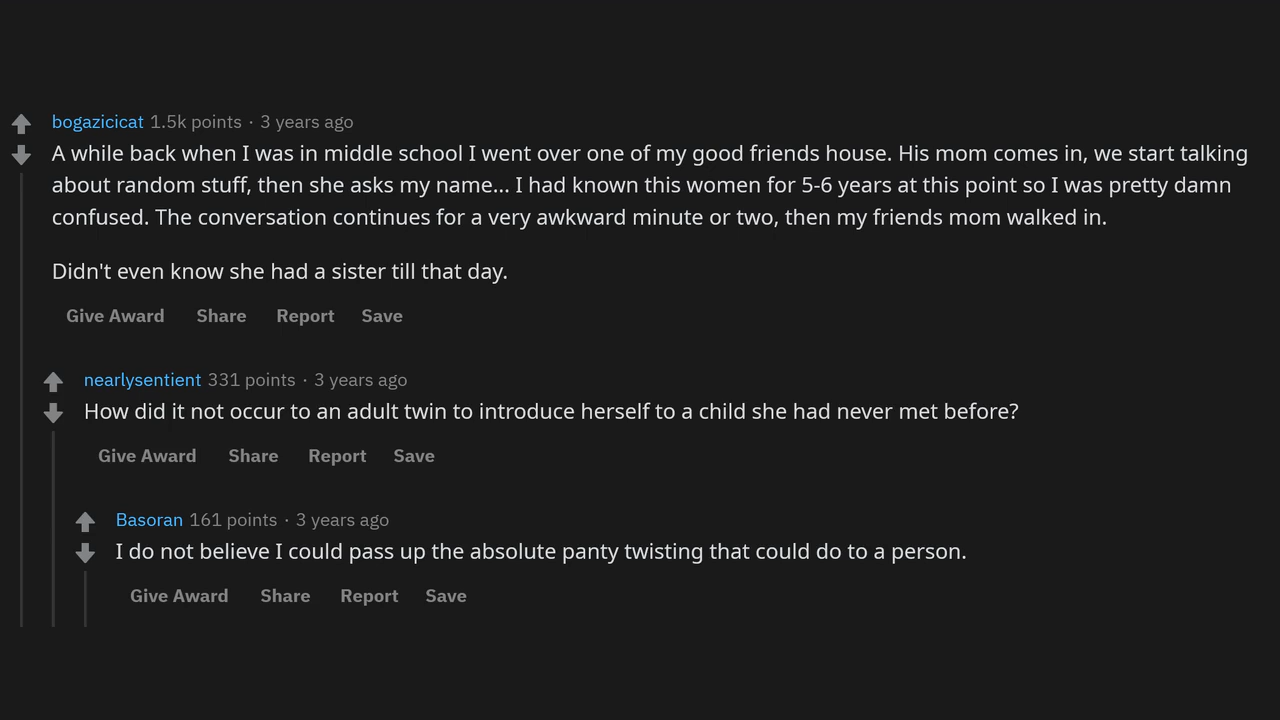 bogazicicat 1.5k points · 3 years ago
A while back when I was in middle school I went over one of my good friends house. His mom comes in, we start talking
about random stuff, then she asks my name... I had known this women for 5-6 years at this point so I was pretty damn
confused. The conversation continues for a very awkward minute or two, then my friends mom walked in.
Didn't even know she had a sister till that day.
Give Award Share Report Save
nearlysentient 331 points · 3 years ago
How did it not occur to an adult twin to introduce herself to a child she had never met before?
Give Award Share Report Save
Basoran 161 points · 3 years ago
I do not believe I could pass up the absolute panty twisting that could do to a person.
Give Award Share Report Save